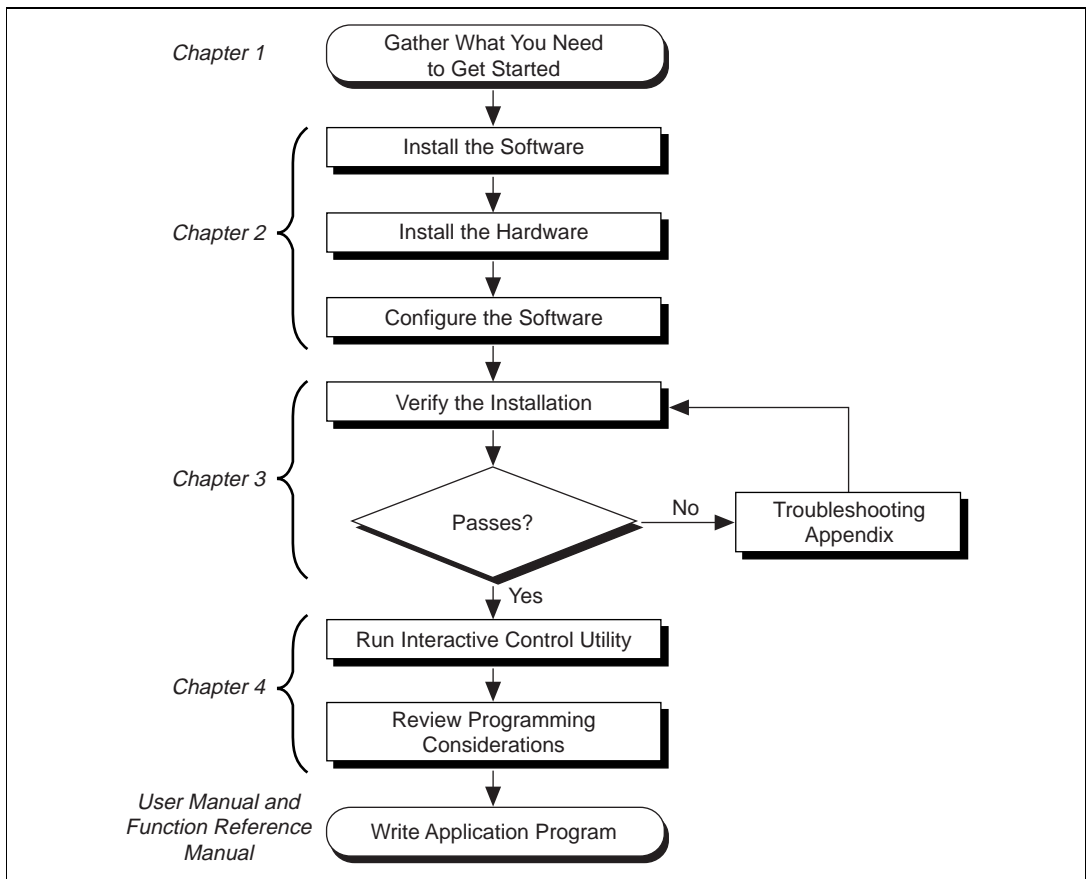 Chapter 1
Gather What You Need
to Get Started
Install the Software
Chapter 2
Install the Hardware
Configure the Software
Verify the Installation
Chapter 3
Passes?
No
Troubleshooting
Appendix
Yes
Run Interactive Control Utility
Chapter 4
Review Programming
Considerations
User Manual and
Function Reference
Manual
Write Application Program